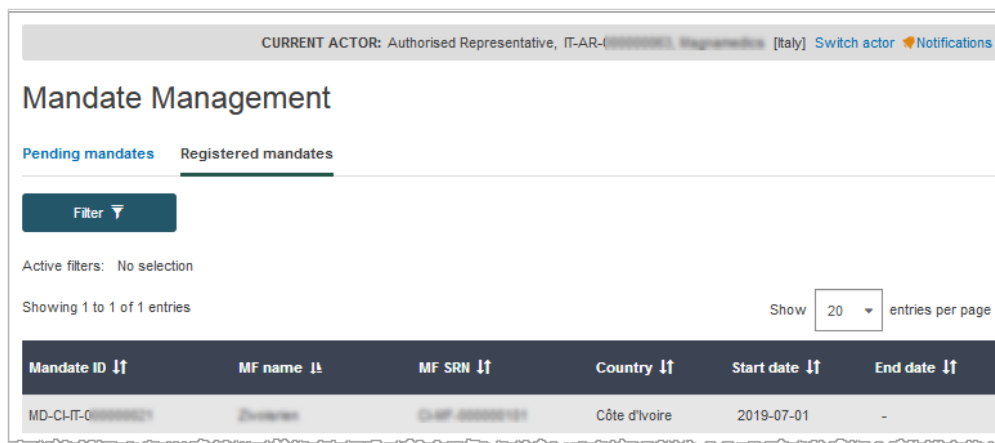 CURRENT ACTOR: Authorised Representative, IT-AR- [Italy] Switch actor Notifications
Mandate Management
Pending mandates Registered mandates
Filter
Active filters: No selection
Showing 1 to 1 of 1 entries
Show 20 entries per page
Mandate ID MF name MF SRN Country Start date End date
MD-CI-IT-0 Côte d'Ivoire 2019-07-01 -